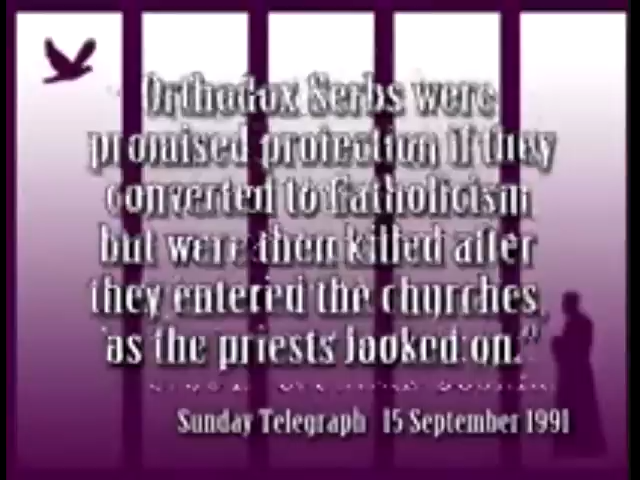 Orthodox Serbs were
promised protection if they
converted to Catholicism
but were then killed after
they entered the churches,
as the priests looked on."
Sunday Telegraph 15 September 1991